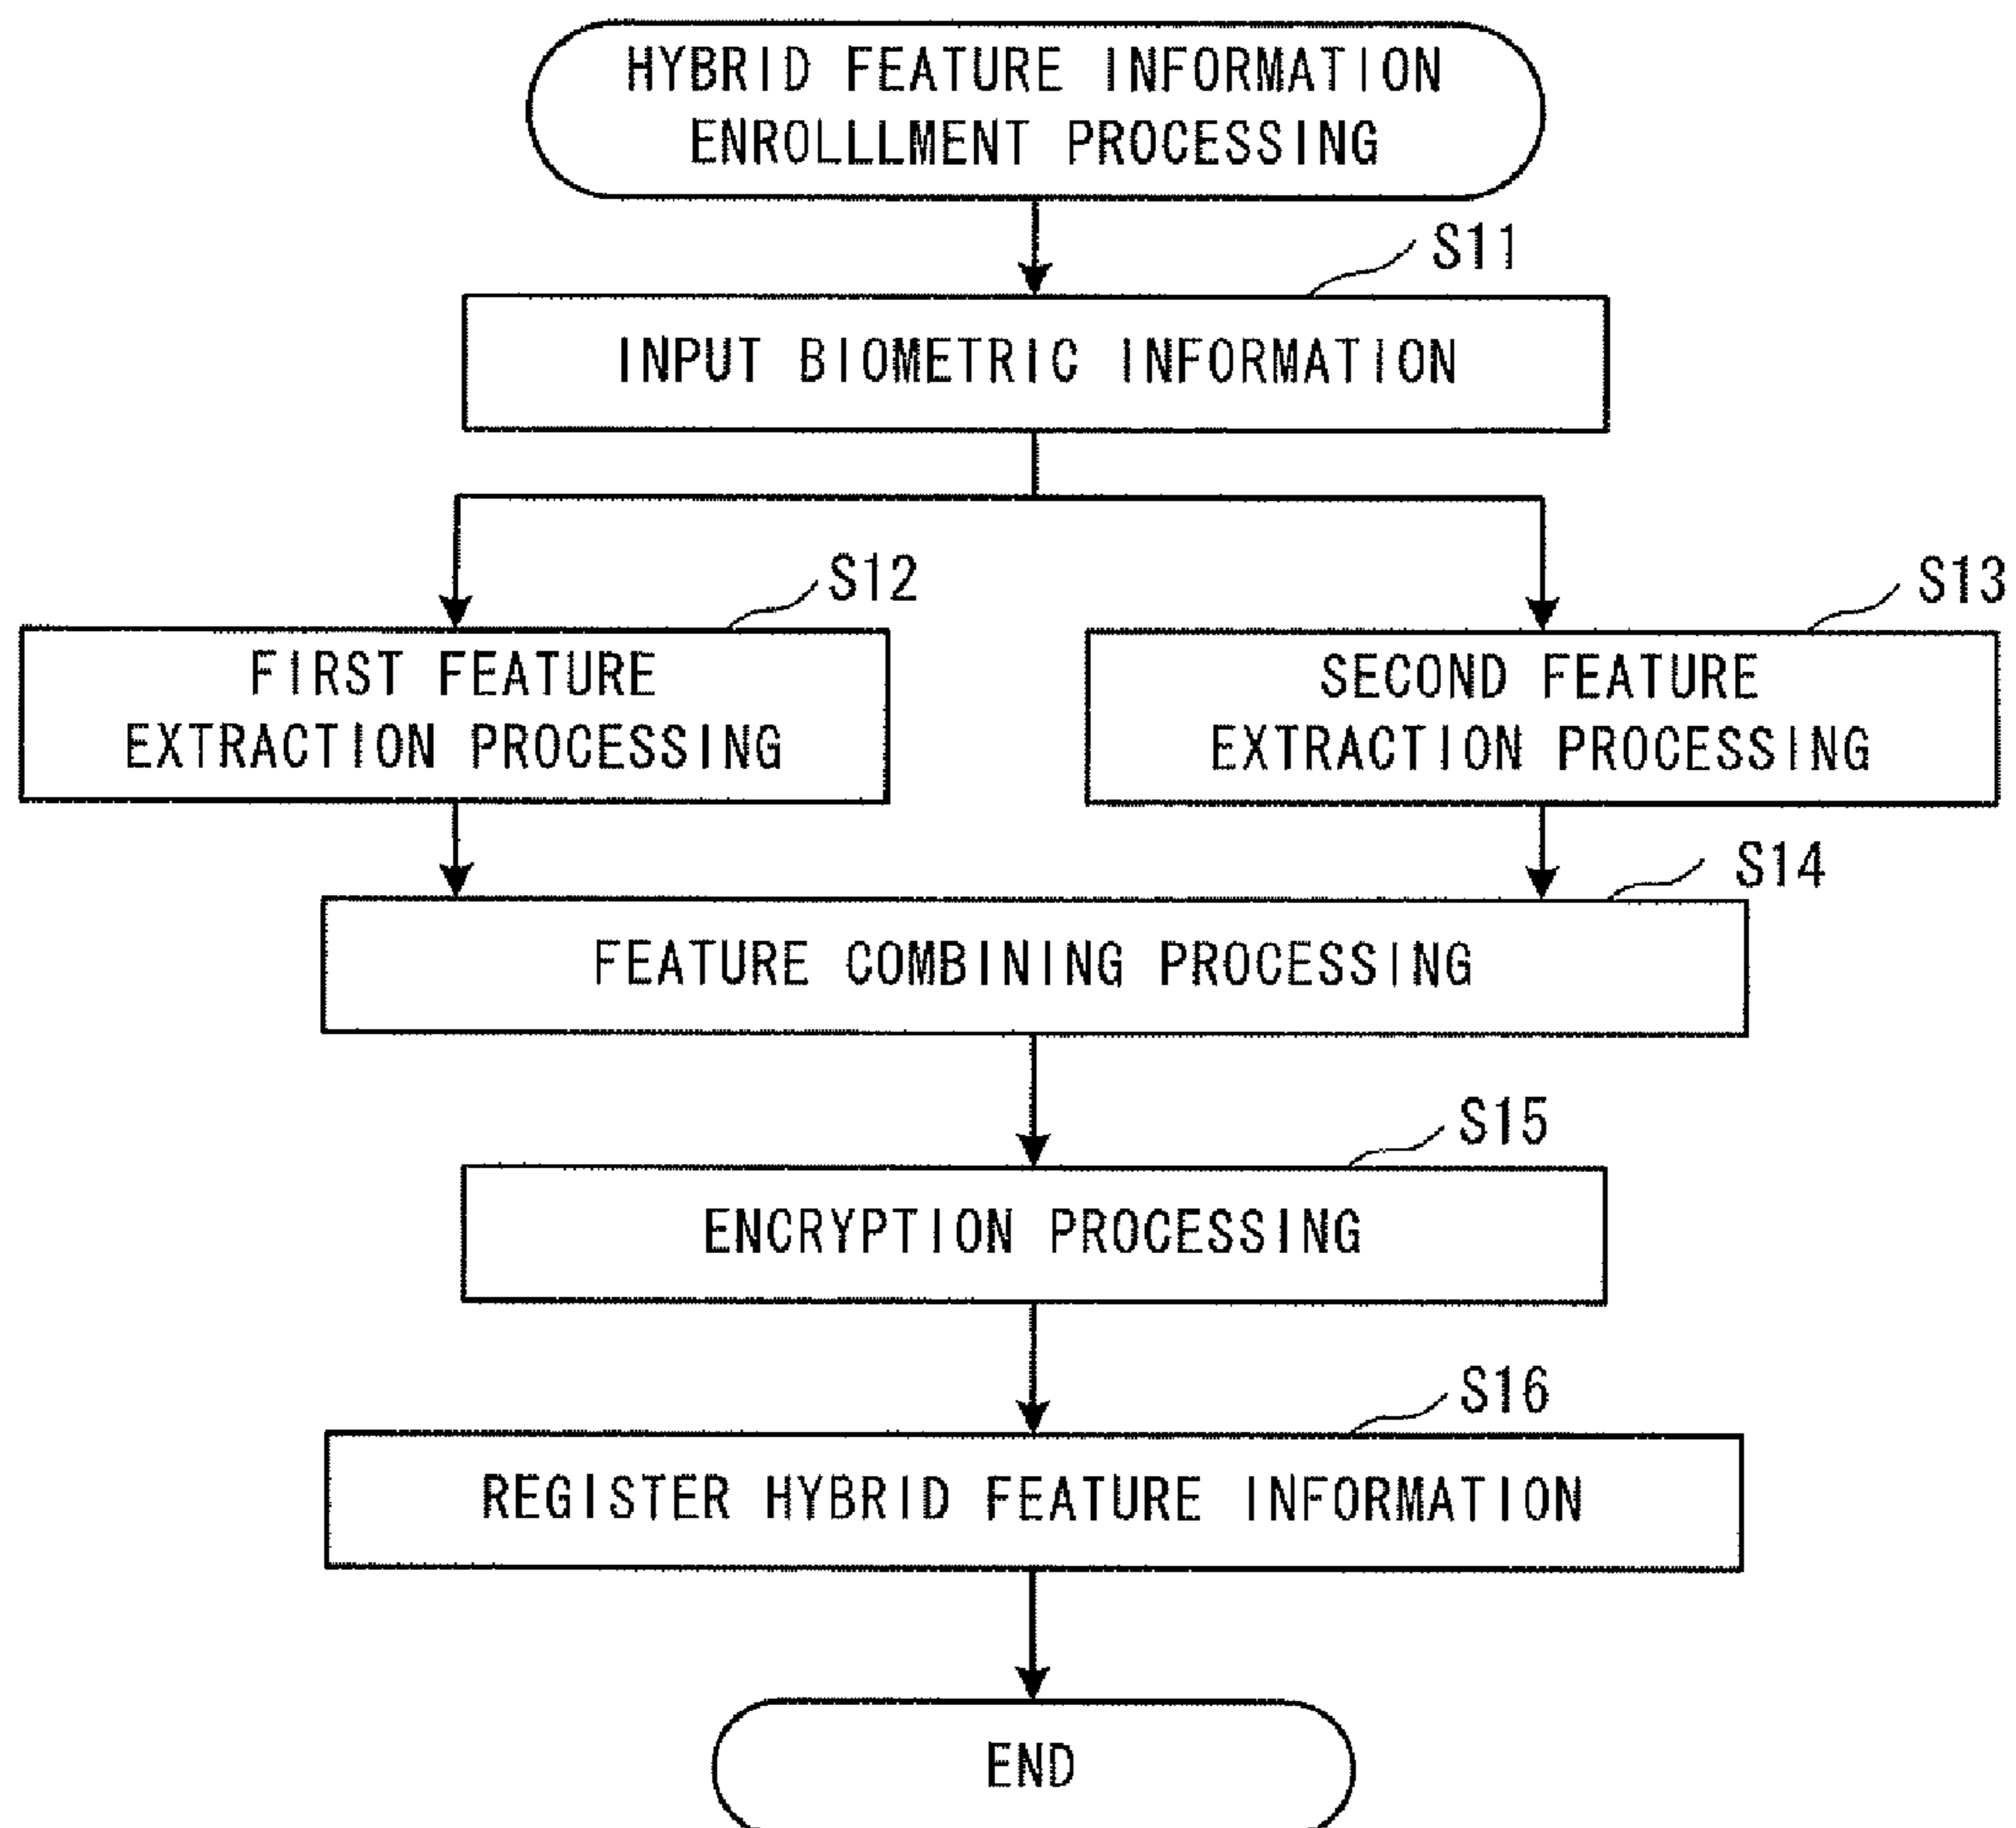 HYBRID FEATURE INFORMATION
ENROLLLMENT PROCESSING
S11
INPUT BIOMETRIC INFORMATION
S12
FIRST FEATURE
EXTRACTION PROCESSING
S13
SECOND FEATURE
EXTRACTION PROCESSING
S14
FEATURE COMBINING PROCESSING
S15
ENCRYPTION PROCESSING
S16
REGISTER HYBRID FEATURE INFORMATION
END